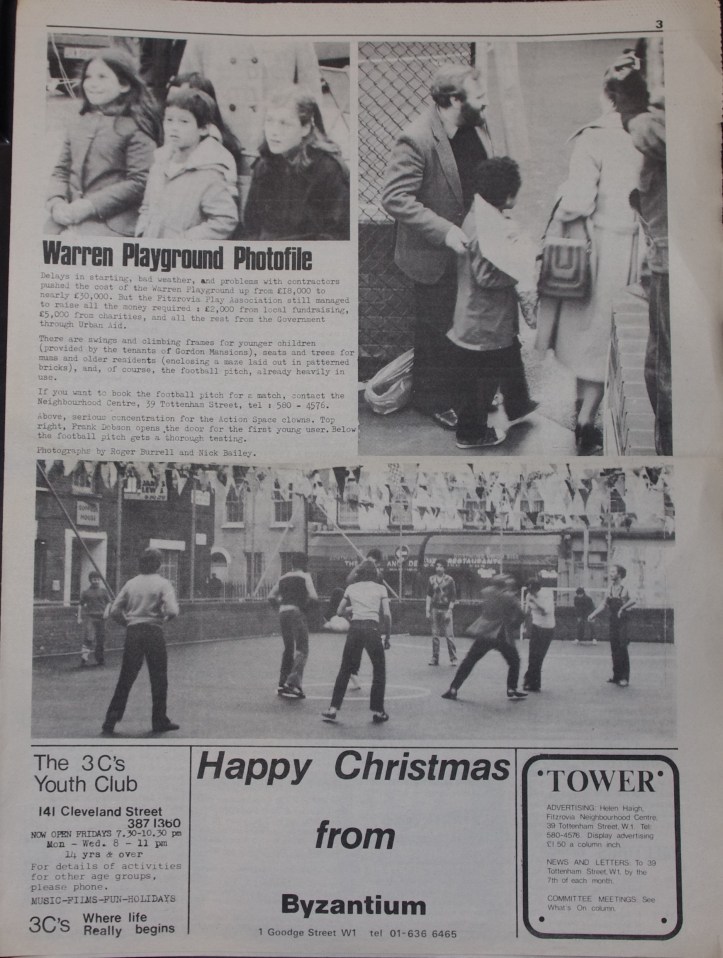 3
Warren Playground Photofile
Delays in starting, bad weather, and problems with contractors
pushed the cost of the Warren Playground up from £18,000 to
nearly £30,000. But the Fitzrovia Play Association still managed
to raise all the money required : £2,000 from local fundraising,
£5,000 from charities, and all the rest from the Government
through Urban Aid.
There are swings and climbing frames for younger children
(provided by the tenants of Gordon Mansions), seats and trees for
mums and older residents (enclosing a maze laid out in patterned
bricks), and, of course, the football pitch, already heavily in
use.
If you want to book the football pitch for a match, contact the
Neighbourhood Centre, 39 Tottenham Street, tel : 580 - 4576.
Above, serious concentration for the Action Space clowns. Top
right, Frank Dobson opens the door for the first young user. Below
the football pitch gets a thorough testing.
Photographs by Roger Burrell and Nick Bailey.
HOUSE
RESTAURANT
The 3C's
Youth Club
141 Cleveland Street
387 1360
NOW OPEN FRIDAYS 7.30-10.30 pm
Mon - Wed. 8 - 11 pm
14 yrs & over
For details of activities
for other age groups,
please phone.
MUSIC-FILMS-FUN-HOLIDAYS
3C's Where life
Really begins
Happy Christmas
from
Byzantium
1 Goodge Street W1 tel 01-636 6465
'TOWER'
ADVERTISING: Helen Haigh,
Fitzrovia Neighbourhood Centre,
39 Tottenham Street, W.1. Tel:
580-4576. Display advertising
£1.50 a column inch.
NEWS AND LETTERS: To 39
Tottenham Street, W1. by the
7th of each month.
COMMITTEE MEETINGS: See
What's On column.